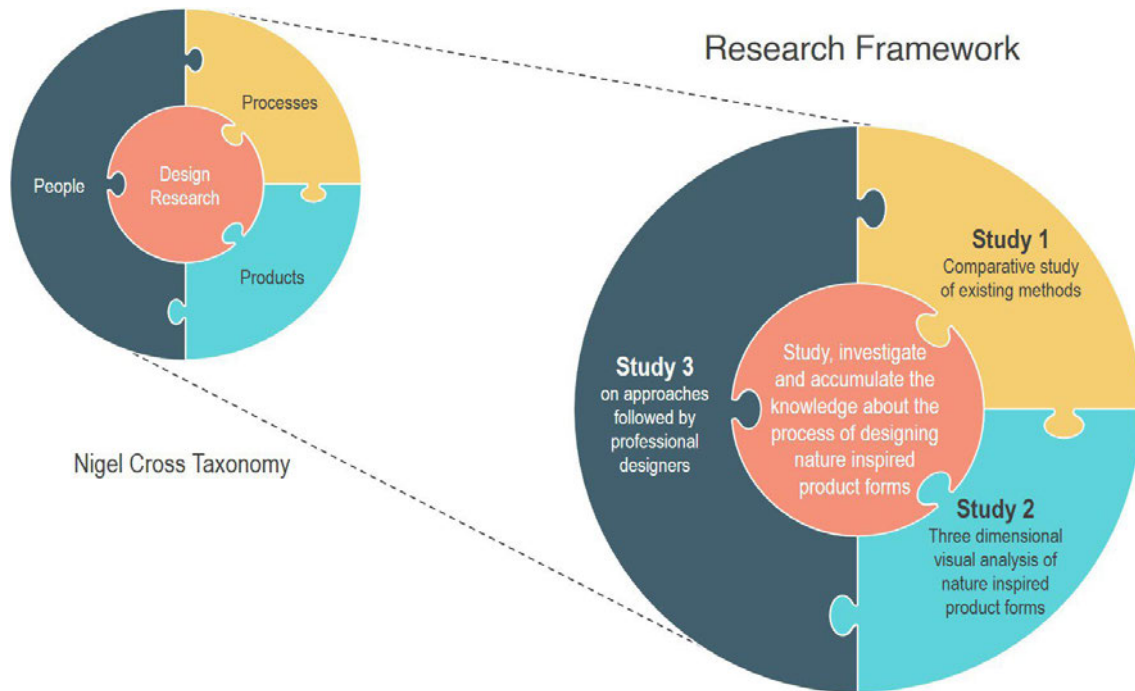 Research Framework
Processes
People
Design
Research
Products
Nigel Cross Taxonomy
Study 1
Comparative study
of existing methods
Study 3
on approaches
followed by
professional
designers
Study, investigate
and accumulate the
knowledge about the
process of designing
nature inspired
product forms
Study 2
Three dimensional
visual analysis of
nature inspired
product forms